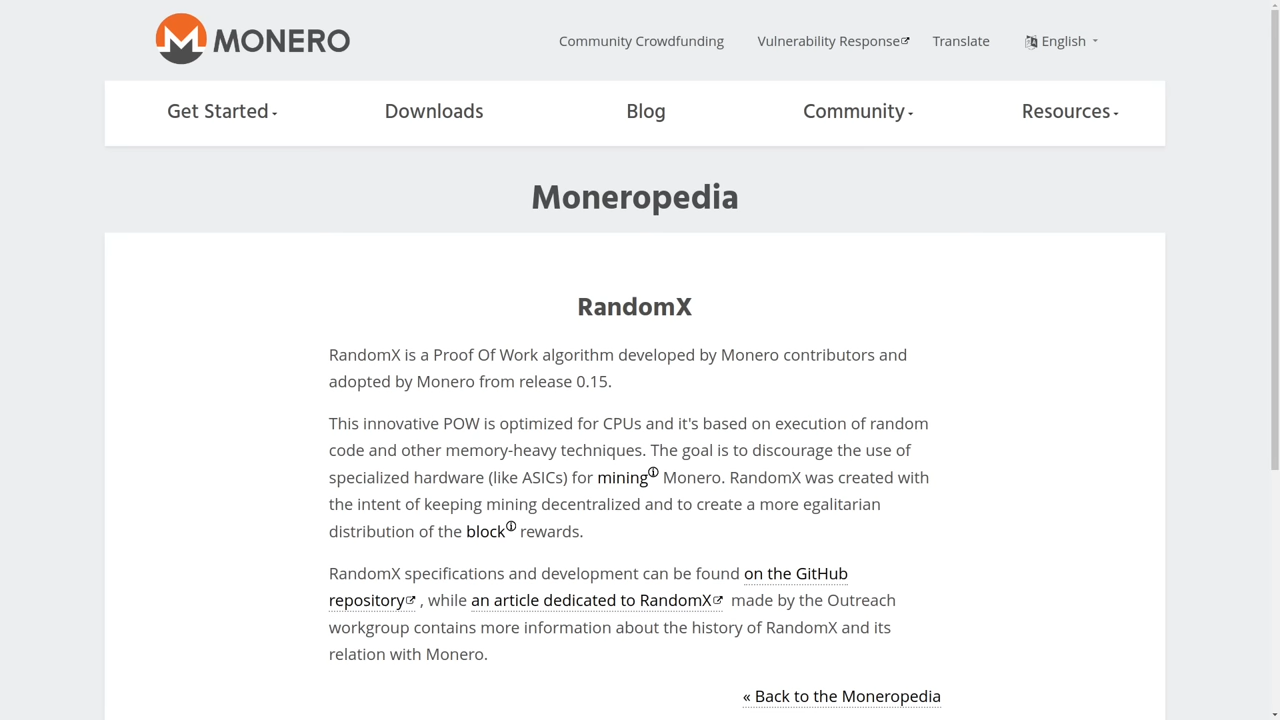 MONERO
Community Crowdfunding Vulnerability Response Translate English
Get Started Downloads Blog Community Resources
Moneropedia
RandomX
RandomX is a Proof Of Work algorithm developed by Monero contributors and
adopted by Monero from release 0.15.
This innovative POW is optimized for CPUs and it's based on execution of random
code and other memory-heavy techniques. The goal is to discourage the use of
specialized hardware (like ASICs) for mining Monero. RandomX was created with
the intent of keeping mining decentralized and to create a more egalitarian
distribution of the block rewards.
RandomX specifications and development can be found on the GitHub
repository , while an article dedicated to RandomX made by the Outreach
workgroup contains more information about the history of RandomX and its
relation with Monero.
« Back to the Moneropedia